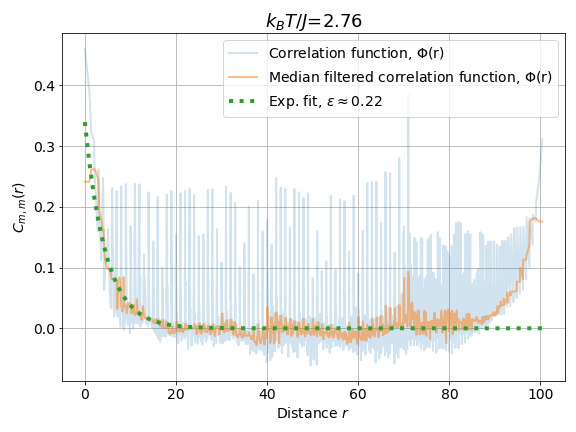 k_BT/J=2.76
Correlation function, Φ(r)
Median filtered correlation function, Φ(r)
Exp. fit, ε≈0.22
C_{m,m}(r)
0.4
0.3
0.2
0.1
0.0
0 20 40 60 80 100
Distance r